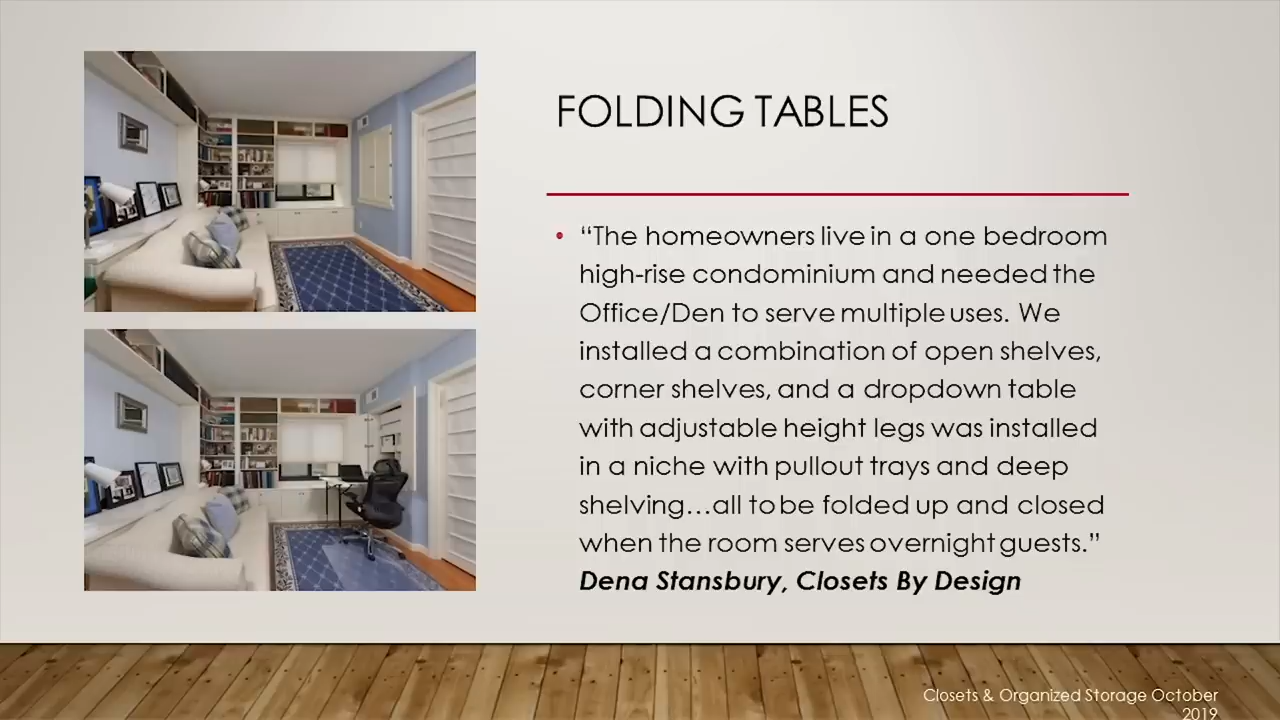 FOLDING TABLES
• “The homeowners live in a one bedroom
high-rise condominium and needed the
Office/Den to serve multiple uses. We
installed a combination of open shelves,
corner shelves, and a dropdown table
with adjustable height legs was installed
in a niche with pullout trays and deep
shelving…all to be folded up and closed
when the room serves overnight guests.”
Dena Stansbury, Closets By Design
Closets & Organized Storage October
2019